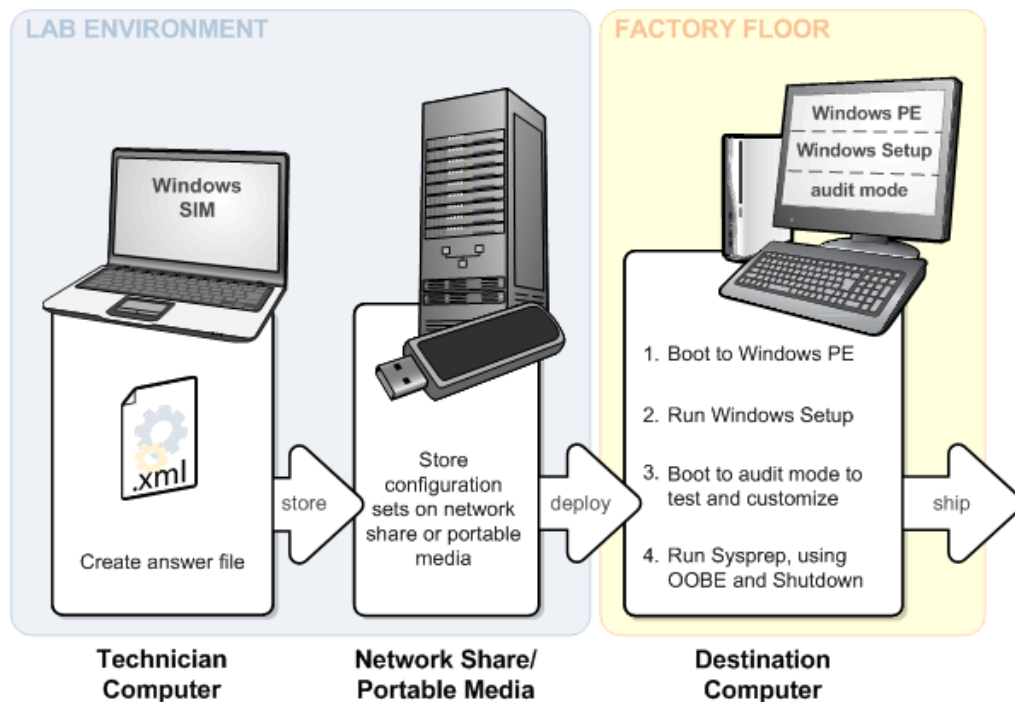 LAB ENVIRONMENT
FACTORY FLOOR
Windows
SIM
Windows PE
Windows Setup
audit mode
.xml
Create answer file
store
Store
configuration
sets on network
share or portable
media
deploy
1. Boot to Windows PE
2. Run Windows Setup
3. Boot to audit mode to
test and customize
4. Run Sysprep, using
OOBE and Shutdown
ship
Technician
Computer
Network Share/
Portable Media
Destination
Computer